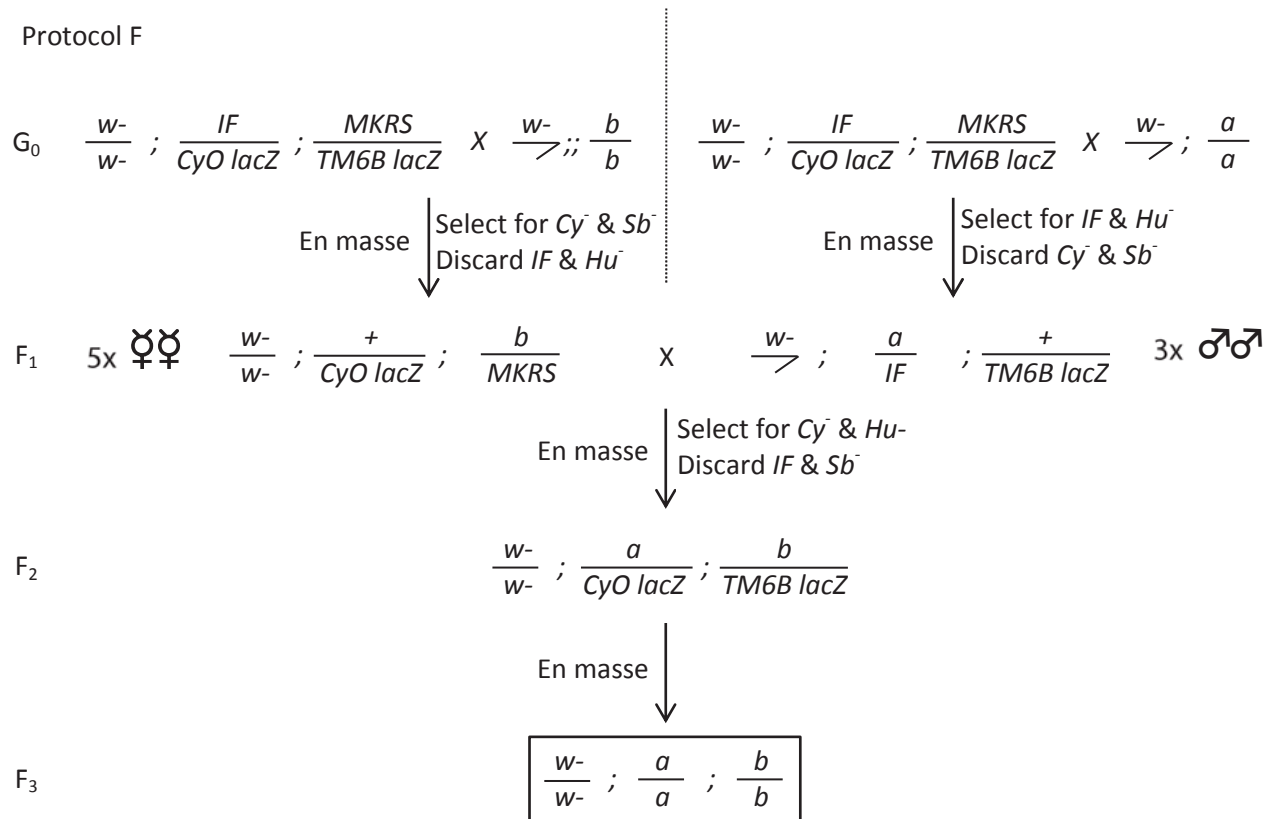 Protocol F
G0 w-/w- ; IF/CyO lacZ ; MKRS/TM6B lacZ X w-/ ;; b/b
w-/w- ; IF/CyO lacZ ; MKRS/TM6B lacZ X w-/ ; a/a
En masse
Select for Cy- & Sb-
Discard IF & Hu-
En masse
Select for IF & Hu-
Discard Cy- & Sb-
F1 5x ☿☿ w-/w- ; +/CyO lacZ ; b/MKRS X w-/ ; a/IF ; +/TM6B lacZ 3x ♂♂
En masse
Select for Cy- & Hu-
Discard IF & Sb-
F2 w-/w- ; a/CyO lacZ ; b/TM6B lacZ
En masse
F3 w-/w- ; a/a ; b/b